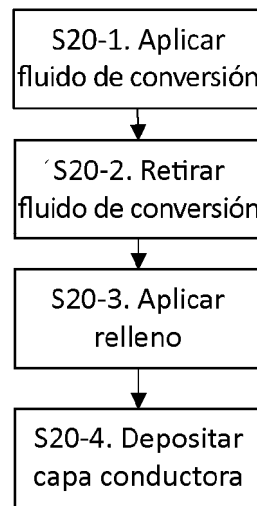 S20-1. Aplicar
fluido de conversión
S20-2. Retirar
fluido de conversión
S20-3. Aplicar
relleno
S20-4. Depositar
capa conductora